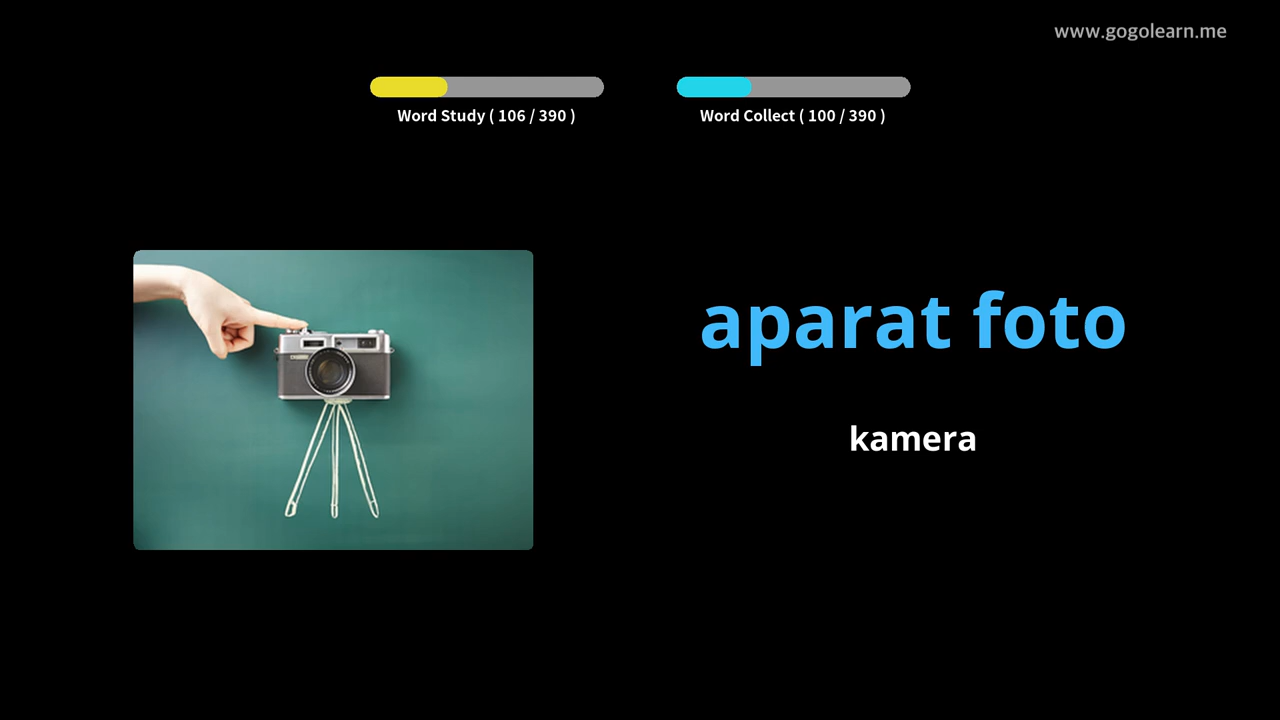 www.gogolearn.me
Word Study ( 106 / 390 )
Word Collect ( 100 / 390 )
aparat foto
kamera